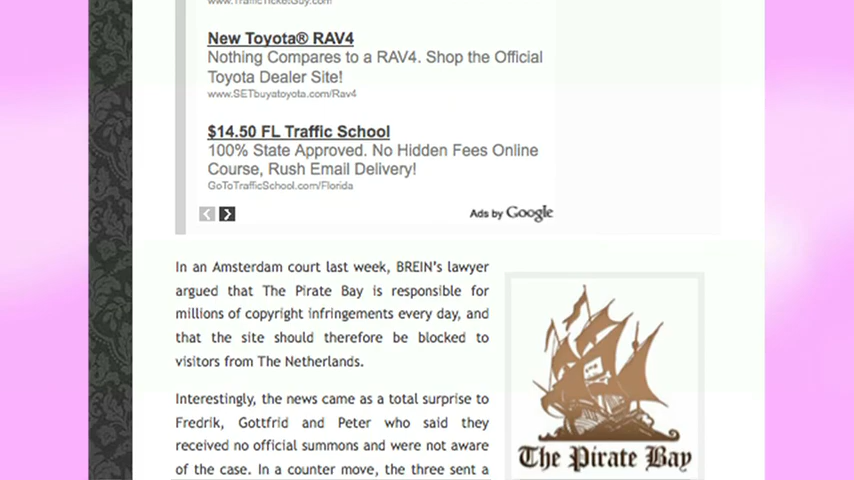 www.TrafficTicketGuy.com
New Toyota® RAV4
Nothing Compares to a RAV4. Shop the Official
Toyota Dealer Site!
www.SETbuyatoyota.com/Rav4
$14.50 FL Traffic School
100% State Approved. No Hidden Fees Online
Course, Rush Email Delivery!
GoToTrafficSchool.com/Florida
Ads by Google
In an Amsterdam court last week, BREIN's lawyer
argued that The Pirate Bay is responsible for
millions of copyright infringements every day, and
that the site should therefore be blocked to
visitors from The Netherlands.
Interestingly, the news came as a total surprise to
Fredrik, Gottfrid and Peter who said they
received no official summons and were not aware
of the case. In a counter move, the three sent a
The Pirate Bay